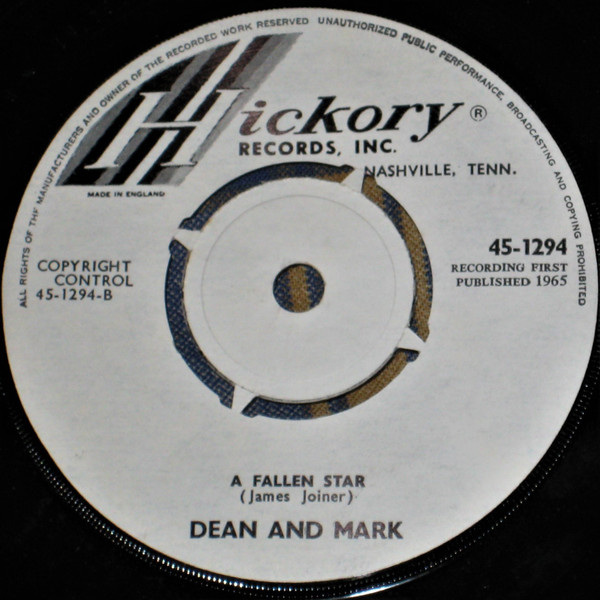 ALL RIGHTS OF THE MANUFACTURERS AND OWNER OF THE RECORDED WORK RESERVED UNAUTHORIZED PUBLIC PERFORMANCE, BROADCASTING AND COPYING PROHIBITED
Hickory ®
RECORDS, INC.
NASHVILLE, TENN.
MADE IN ENGLAND
45-1294
RECORDING FIRST
PUBLISHED 1965
COPYRIGHT
CONTROL
45-1294-B
A FALLEN STAR
(James Joiner)
DEAN AND MARK